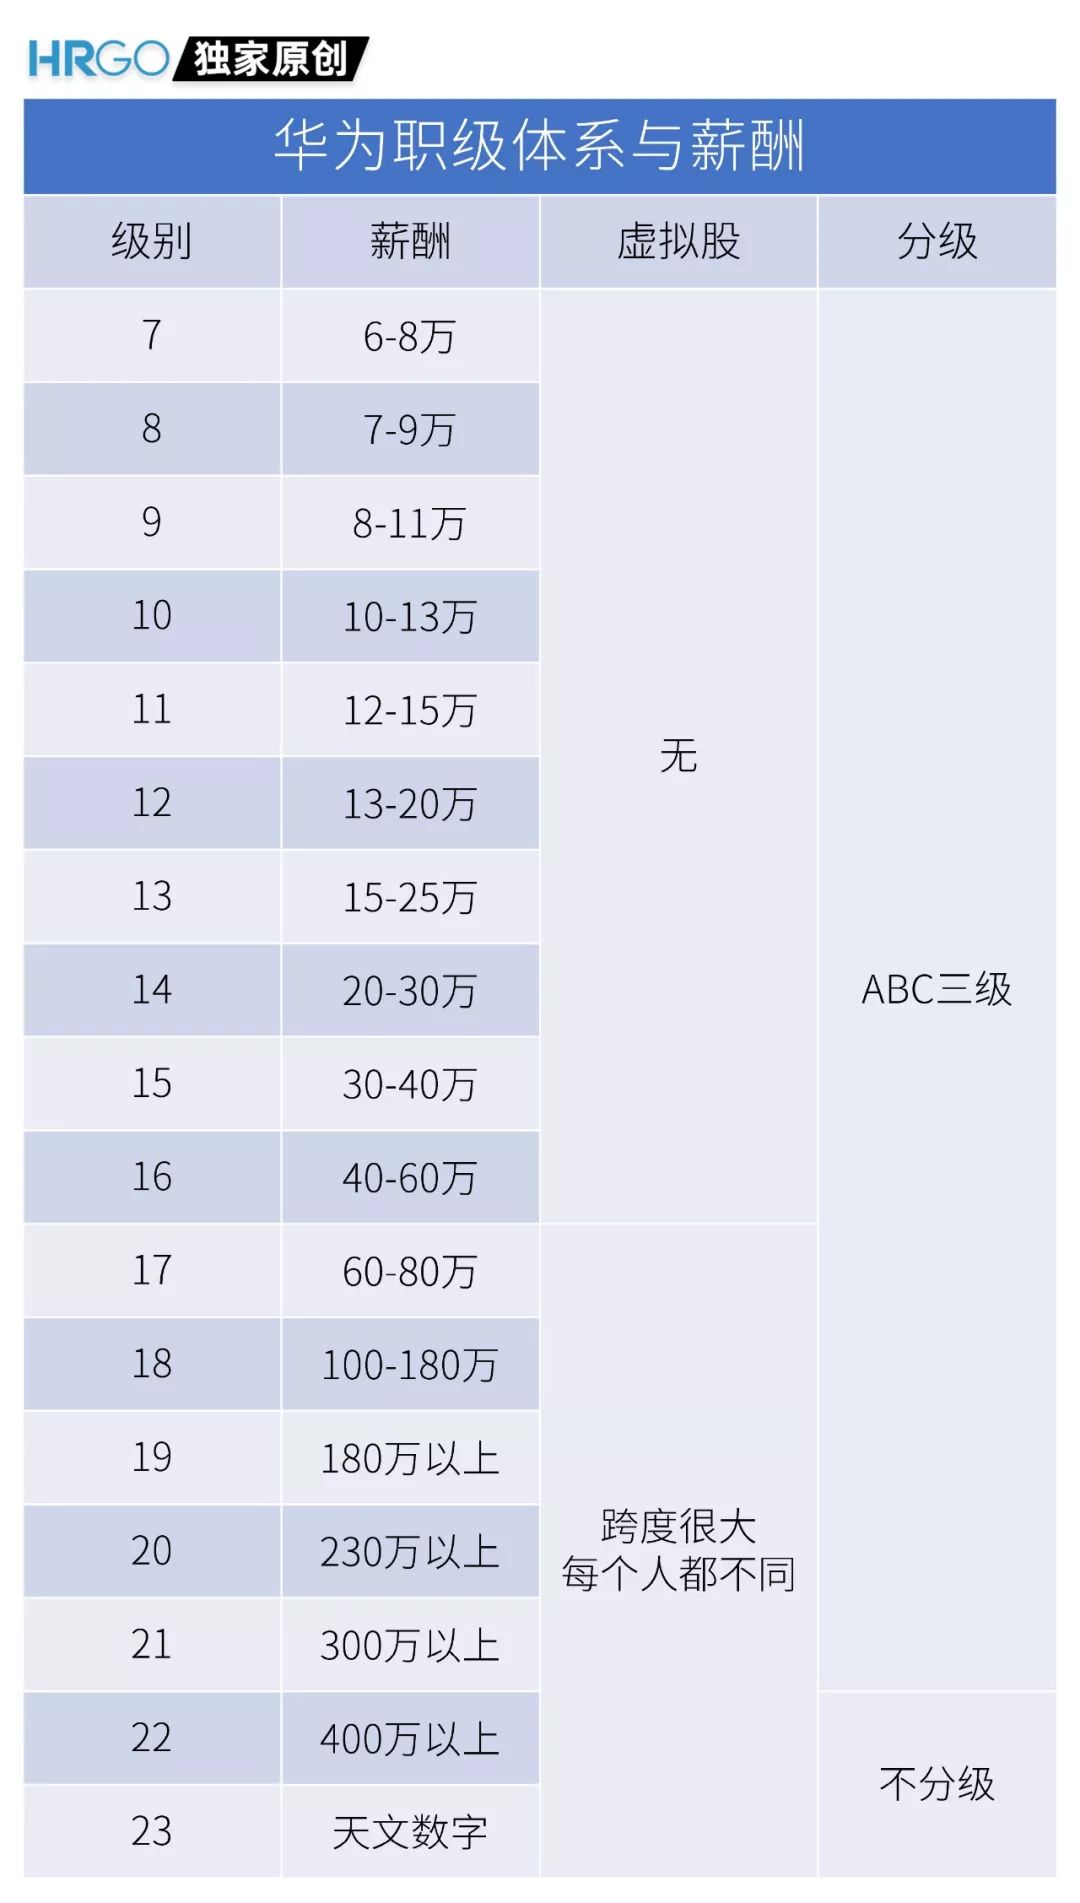 HRGO 独家原创
华为职级体系与薪酬
级别 薪酬 虚拟股 分级
7 6-8万
8 7-9万
9 8-11万
10 10-13万
11 12-15万
无
12 13-20万
13 15-25万
14 20-30万 ABC三级
15 30-40万
16 40-60万
17 60-80万
18 100-180万
19 180万以上
跨度很大
每个人都不同
20 230万以上
21 300万以上
22 400万以上
不分级
23 天文数字